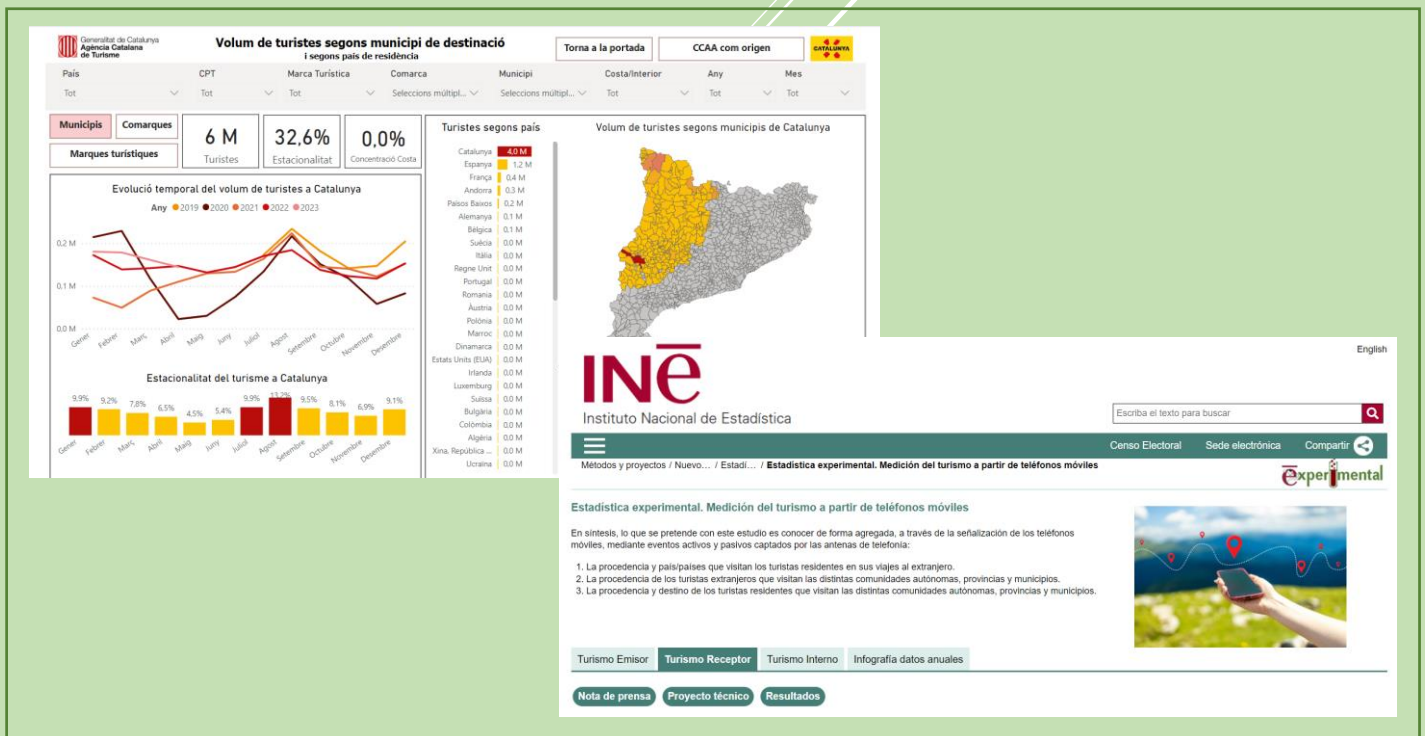 Generalitat de Catalunya
Agència Catalana
de Turisme
Volum de turistes segons municipi de destinació
i segons país de residència
Torna a la portada
CCAA com origen
CATALUNYA
País
CPT
Marca Turística
Comarca
Municipi
Costa/Interior
Any
Mes
Tot
Tot
Tot
Seleccions múltipl...
Seleccions múltipl...
Tot
Tot
Tot
Municipis
Comarques
Marques turístiques
6 M
Turistes
32,6%
Estacionalitat
0,0%
Concentració Costa
Evolució temporal del volum de turistes a Catalunya
Any 2019 2020 2021 2022 2023
0,2 M
0,1 M
0,0 M
Gener Febrer Març Abril Maig Juny Juliol Agost Setembre Octubre Novembre Desembre
Estacionalitat del turisme a Catalunya
9.9% 9.2% 7.8% 6.5% 4.5% 5.4% 9.9% 13.2% 9.5% 8.1% 6.9% 9.1%
Gener Febrer Març Abril Maig Juny Juliol Agost Setembre Octubre Novembre Desembre
Turistes segons país
Catalunya 4,0 M
Espanya 1,2 M
França 0,4 M
Andorra 0,3 M
Països Baixos 0,2 M
Alemanya 0,1 M
Bèlgica 0,1 M
Suècia 0,0 M
Itàlia 0,0 M
Regne Unit 0,0 M
Portugal 0,0 M
Romania 0,0 M
Àustria 0,0 M
Polònia 0,0 M
Marroc 0,0 M
Dinamarca 0,0 M
Estats Units (EUA) 0,0 M
Irlanda 0,0 M
Luxemburg 0,0 M
Suïssa 0,0 M
Bulgària 0,0 M
Colòmbia 0,0 M
Algèria 0,0 M
Xina, República ... 0,0 M
Ucraïna 0,0 M
Volum de turistes segons municipis de Catalunya
INe
Instituto Nacional de Estadística
English
Escriba el texto para buscar
Censo Electoral
Sede electrónica
Compartir
Métodos y proyectos / Nuevo... / Estadí... / Estadística experimental. Medición del turismo a partir de teléfonos móviles
experimental
Estadística experimental. Medición del turismo a partir de teléfonos móviles
En síntesis, lo que se pretende con este estudio es conocer de forma agregada, a través de la señalización de los teléfonos
móviles, mediante eventos activos y pasivos captados por las antenas de telefonía:
1. La procedencia y país/países que visitan los turistas residentes en sus viajes al extranjero.
2. La procedencia de los turistas extranjeros que visitan las distintas comunidades autónomas, provincias y municipios.
3. La procedencia y destino de los turistas residentes que visitan las distintas comunidades autónomas, provincias y municipios.
Turismo Emisor
Turismo Receptor
Turismo Interno
Infografía datos anuales
Nota de prensa
Proyecto técnico
Resultados